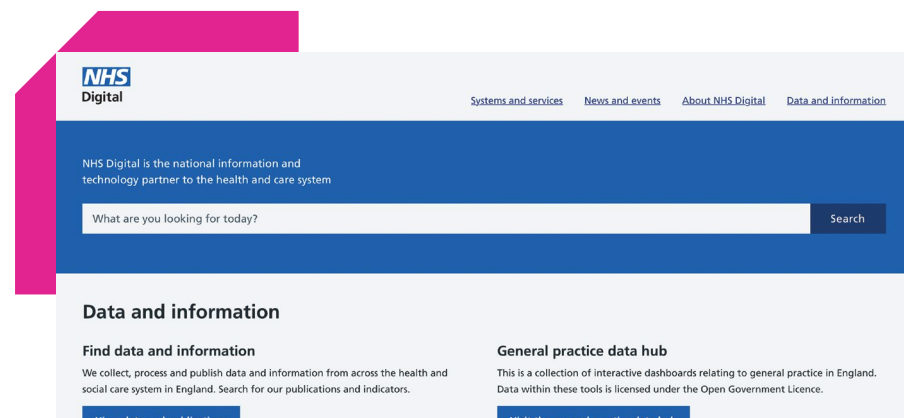 NHS
Digital
Systems and services News and events About NHS Digital Data and information
NHS Digital is the national information and
technology partner to the health and care system
What are you looking for today? Search
Data and information
Find data and information
We collect, process and publish data and information from across the health and
social care system in England. Search for our publications and indicators.
General practice data hub
This is a collection of interactive dashboards relating to general practice in England.
Data within these tools is licensed under the Open Government Licence.